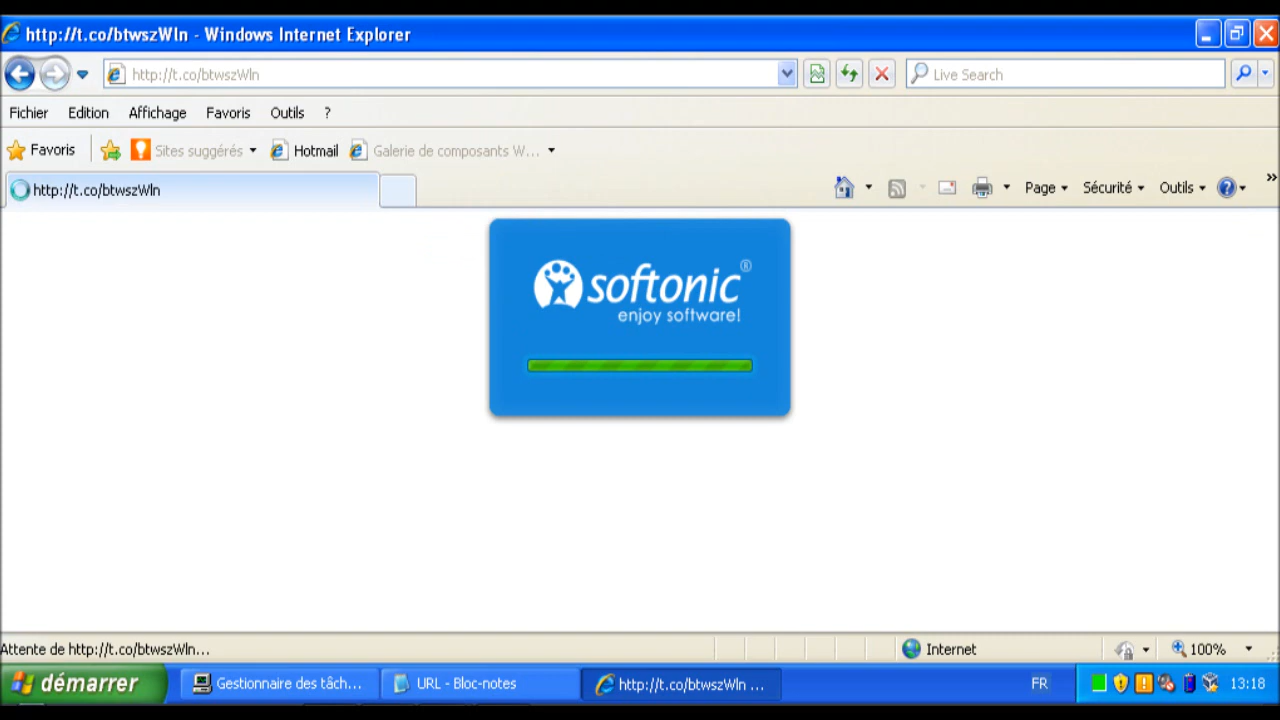 http://t.co/btwszWln - Windows Internet Explorer
http://t.co/btwszWln
Live Search
Fichier Edition Affichage Favoris Outils ?
Favoris Sites suggérés Hotmail Galerie de composants W...
http://t.co/btwszWln Page Sécurité Outils »
softonic®
enjoy software!
Attente de http://t.co/btwszWln... Internet 100%
démarrer Gestionnaire des tâch... URL - Bloc-notes http://t.co/btwszWln ... FR 13:18